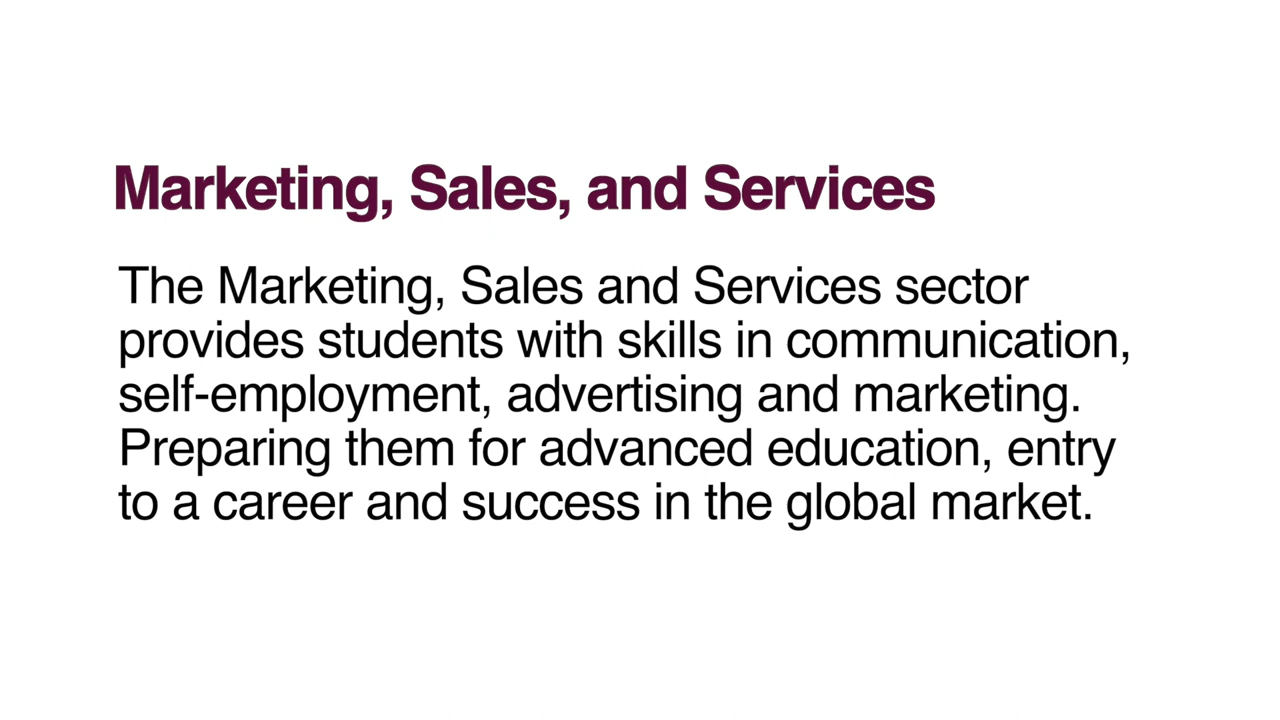 Marketing, Sales, and Services
The Marketing, Sales and Services sector
provides students with skills in communication,
self-employment, advertising and marketing.
Preparing them for advanced education, entry
to a career and success in the global market.